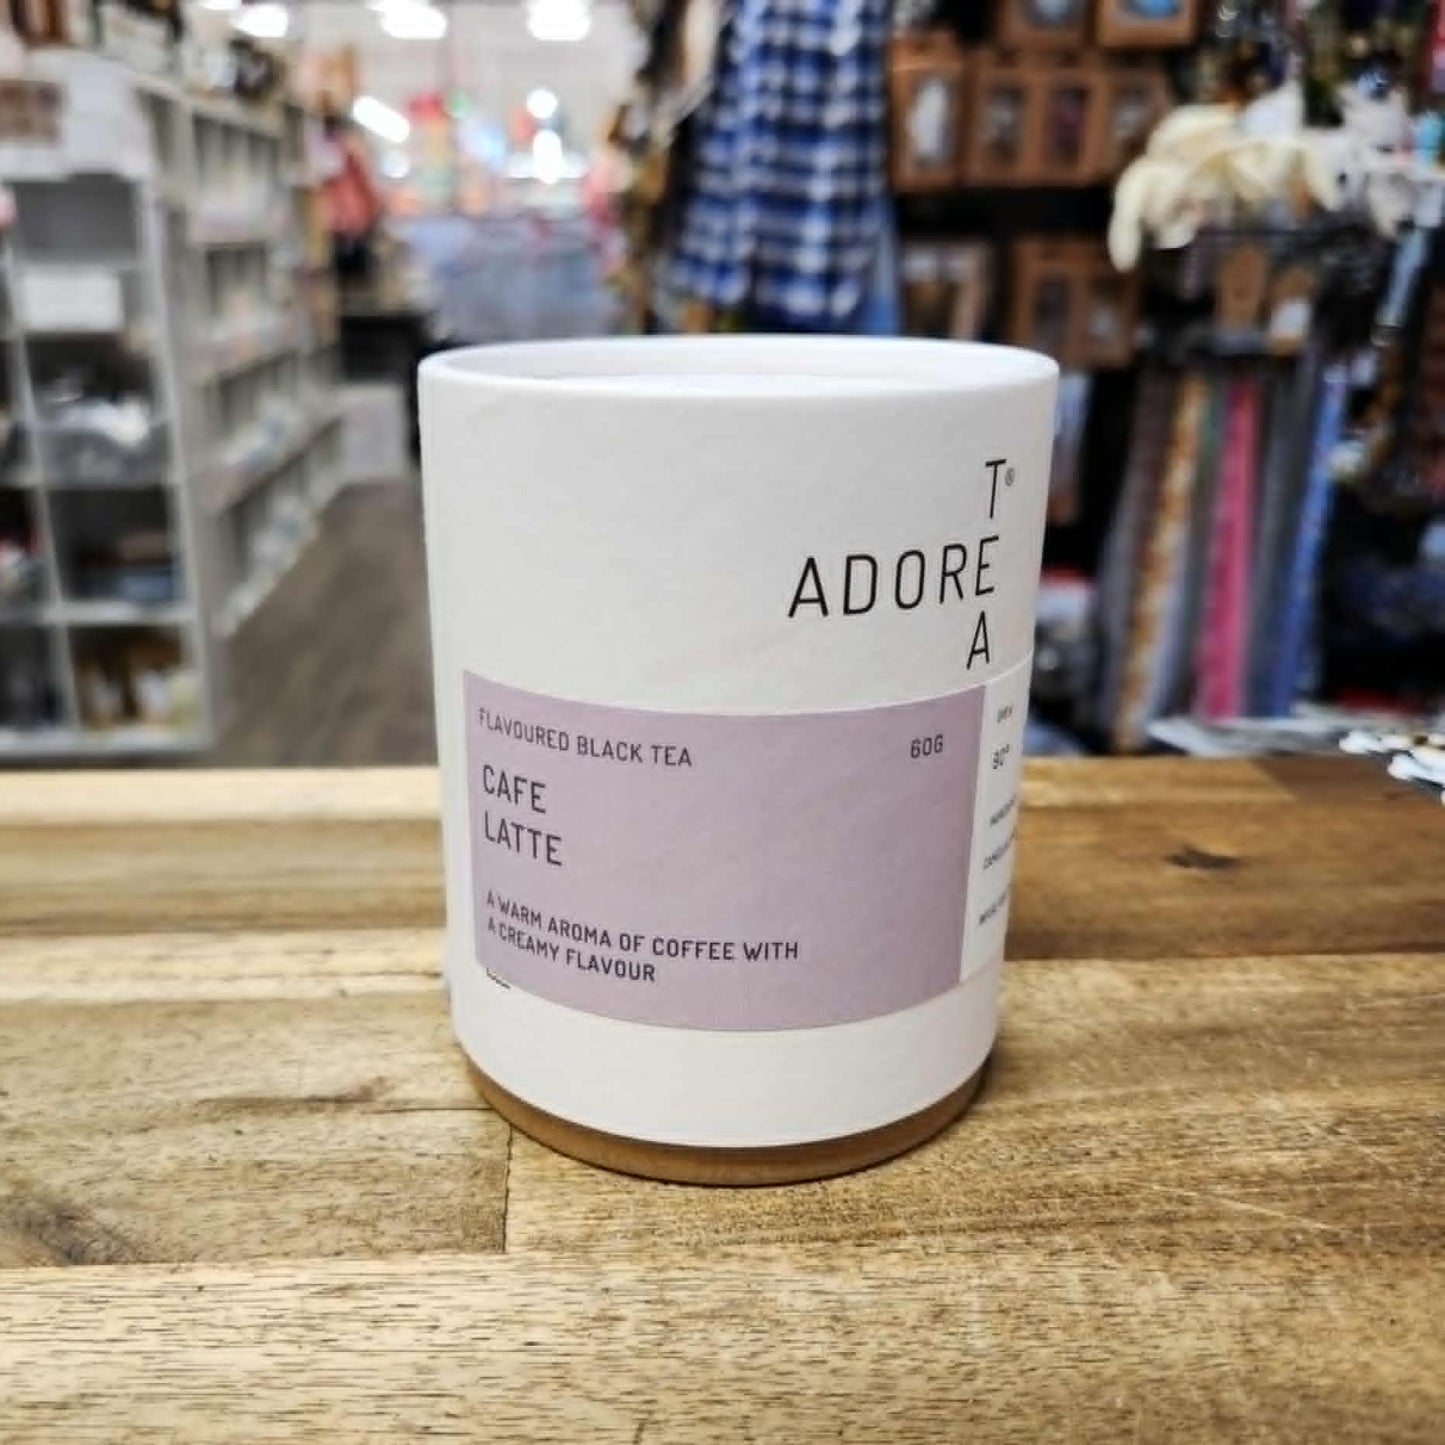 T®
ADORE
A
FLAVOURED BLACK TEA
60G
CAFE
LATTE
A WARM AROMA OF COFFEE WITH
A CREAMY FLAVOUR
90°